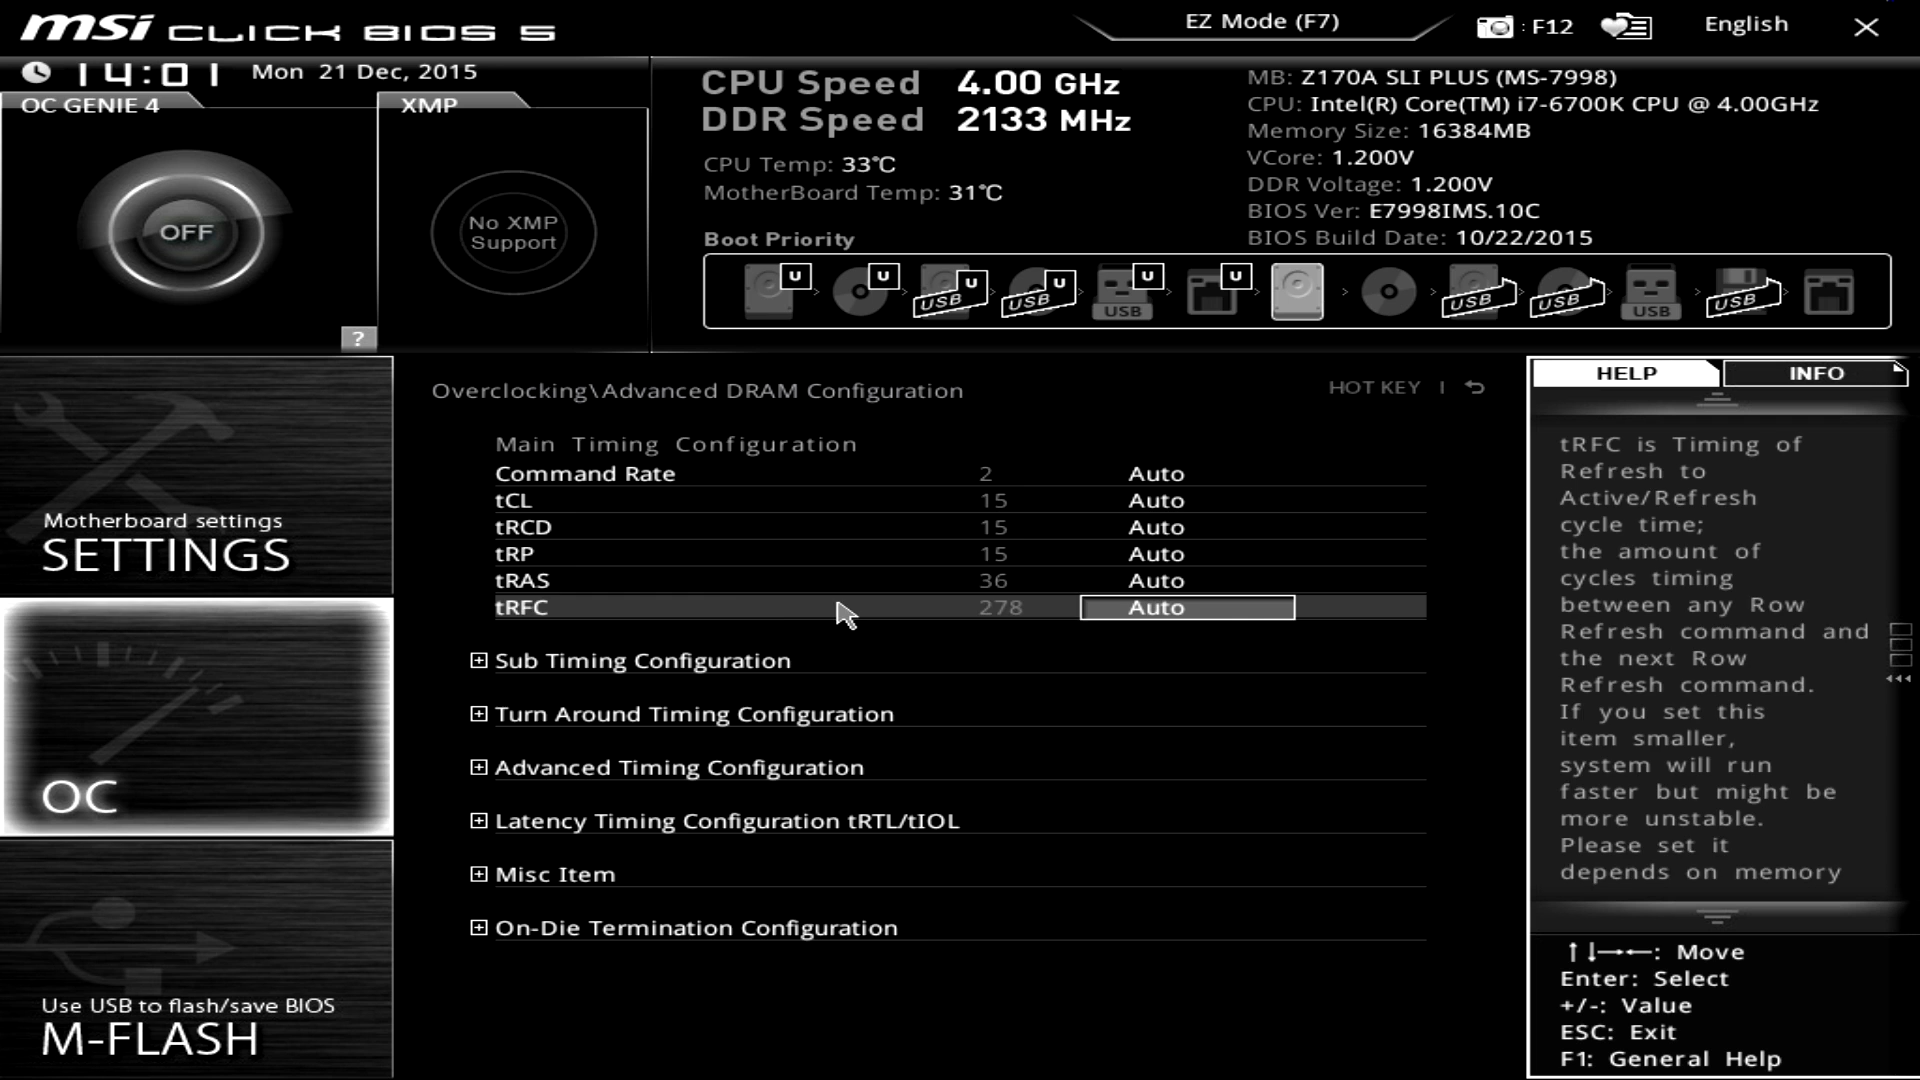 msi CLICK BIOS 5
EZ Mode (F7)
: F12
English
14:01 Mon 21 Dec, 2015
OC GENIE 4
XMP
OFF
No XMP
Support
?
CPU Speed 4.00 GHz
DDR Speed 2133 MHz
CPU Temp: 33℃
MotherBoard Temp: 31℃
MB: Z170A SLI PLUS (MS-7998)
CPU: Intel(R) Core(TM) i7-6700K CPU @ 4.00GHz
Memory Size: 16384MB
VCore: 1.200V
DDR Voltage: 1.200V
BIOS Ver: E7998IMS.10C
BIOS Build Date: 10/22/2015
Boot Priority
U U USB U USB U U USB U USB USB USB USB
Motherboard settings
SETTINGS
OC
Use USB to flash/save BIOS
M-FLASH
Overclocking\Advanced DRAM Configuration
HOT KEY |
Main Timing Configuration
Command Rate 2 Auto
tCL 15 Auto
tRCD 15 Auto
tRP 15 Auto
tRAS 36 Auto
tRFC 278 Auto
Sub Timing Configuration
Turn Around Timing Configuration
Advanced Timing Configuration
Latency Timing Configuration tRTL/tIOL
Misc Item
On-Die Termination Configuration
HELP
INFO
tRFC is Timing of
Refresh to
Active/Refresh
cycle time;
the amount of
cycles timing
between any Row
Refresh command and
the next Row
Refresh command.
If you set this
item smaller,
system will run
faster but might be
more unstable.
Please set it
depends on memory
↑↓→←: Move
Enter: Select
+/-: Value
ESC: Exit
F1: General Help